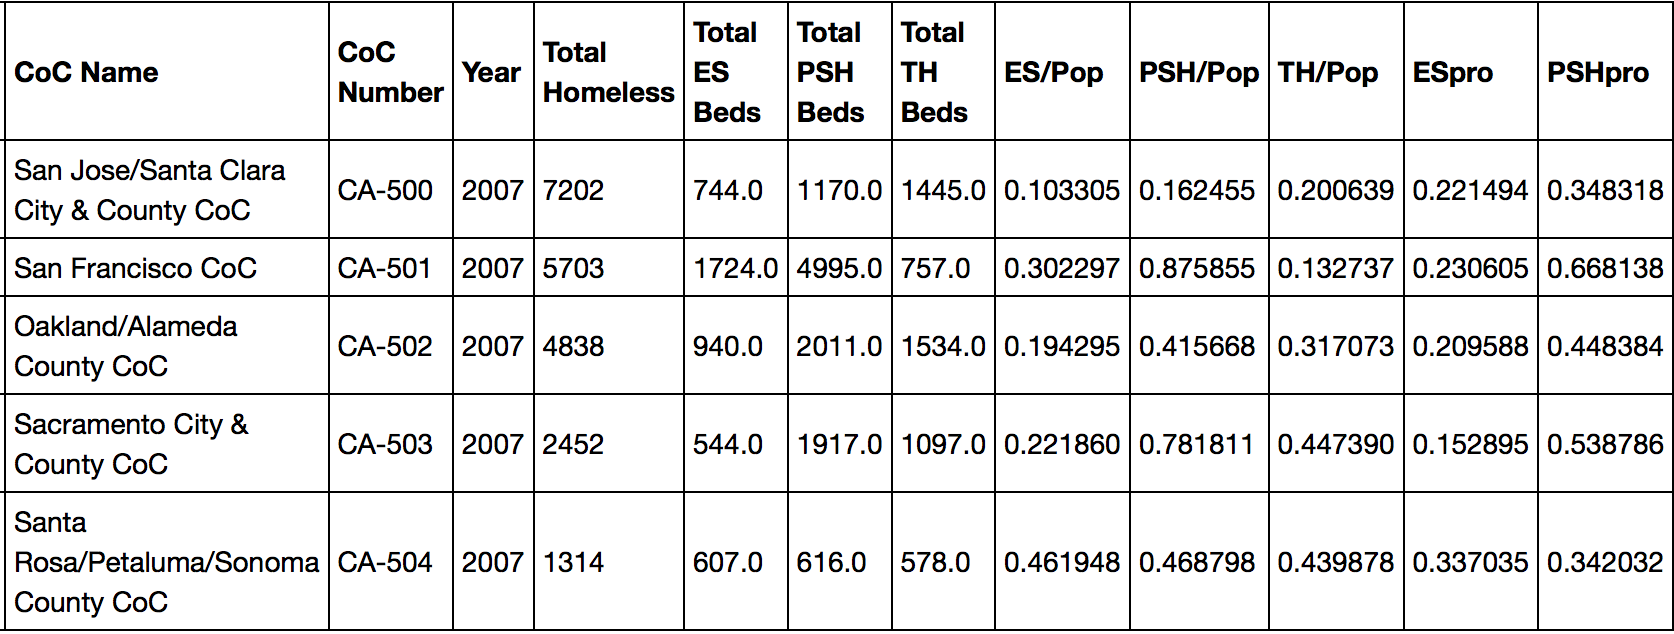 CoC Name CoC Number Year Total Homeless Total ES Beds Total PSH Beds Total TH Beds ES/Pop PSH/Pop TH/Pop ESpro PSHpro
San Jose/Santa Clara City & County CoC CA-500 2007 7202 744.0 1170.0 1445.0 0.103305 0.162455 0.200639 0.221494 0.348318
San Francisco CoC CA-501 2007 5703 1724.0 4995.0 757.0 0.302297 0.875855 0.132737 0.230605 0.668138
Oakland/Alameda County CoC CA-502 2007 4838 940.0 2011.0 1534.0 0.194295 0.415668 0.317073 0.209588 0.448384
Sacramento City & County CoC CA-503 2007 2452 544.0 1917.0 1097.0 0.221860 0.781811 0.447390 0.152895 0.538786
Santa Rosa/Petaluma/Sonoma County CoC CA-504 2007 1314 607.0 616.0 578.0 0.461948 0.468798 0.439878 0.337035 0.342032